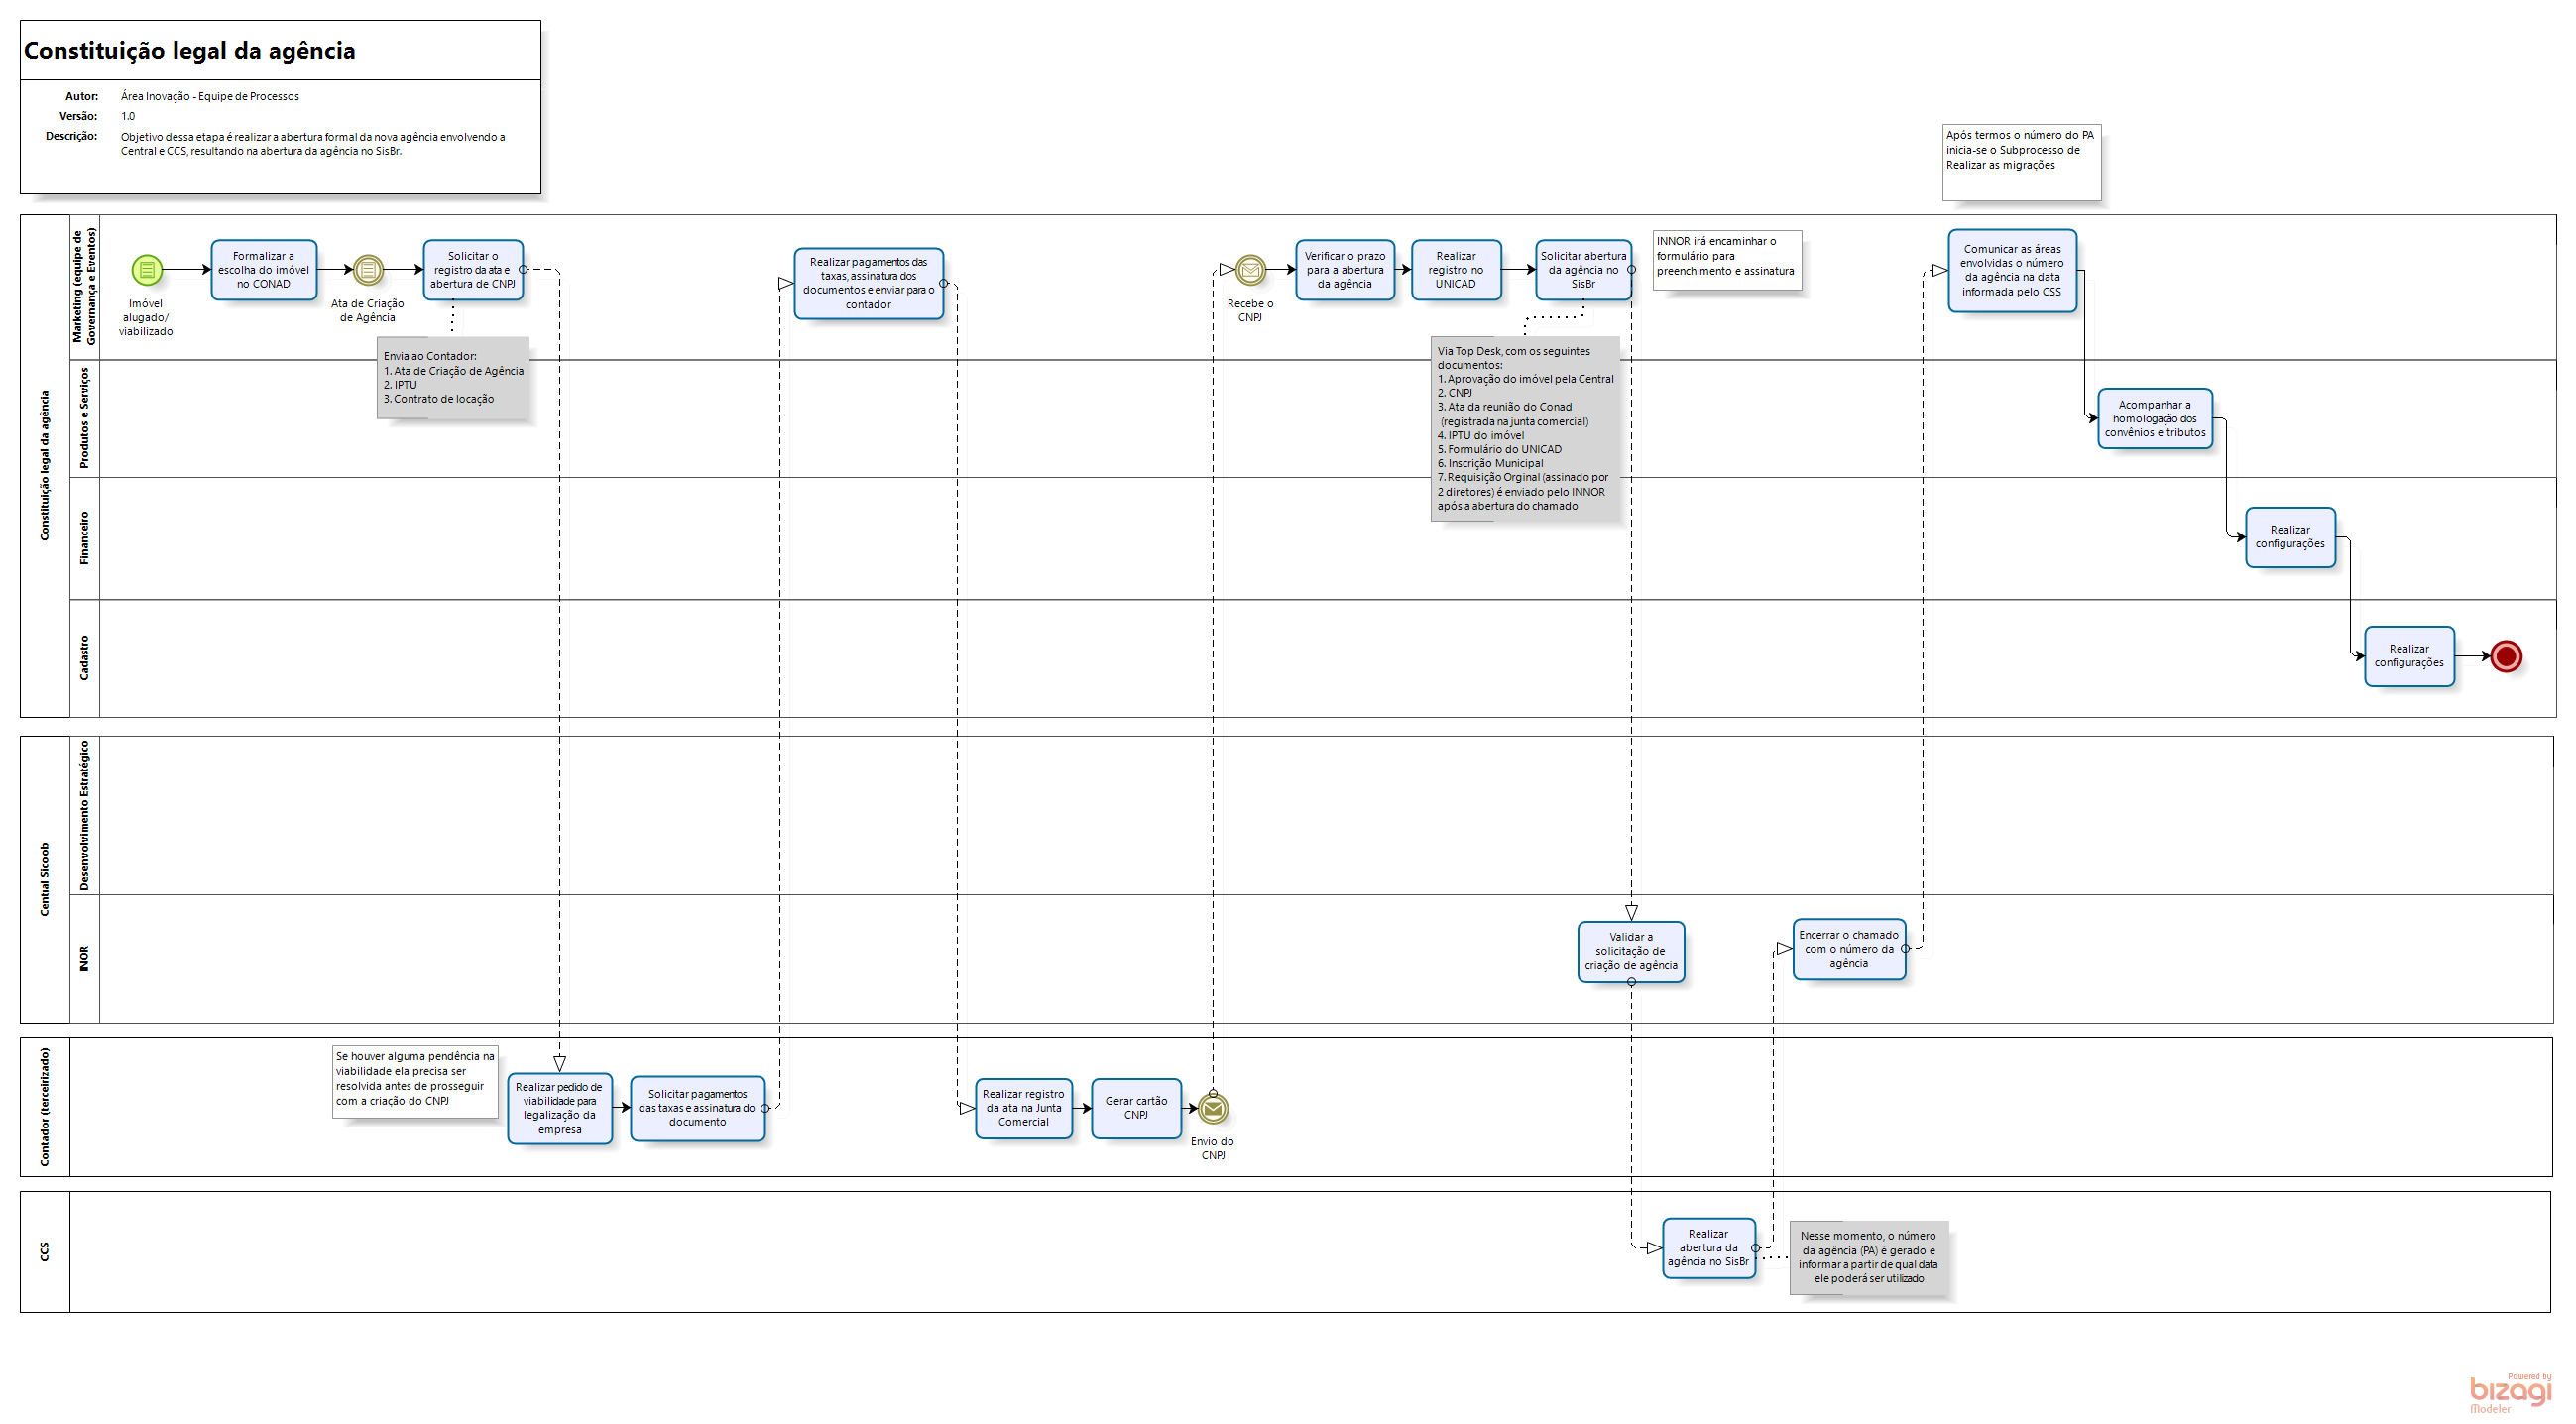 Constituição legal da agência
Autor: Área Inovação - Equipe de Processos
Versão: 1.0
Descrição: Objetivo dessa etapa é realizar a abertura formal da nova agência envolvendo a
Central e CCS, resultando na abertura da agência no SisBr.
Após termos o número do PA
inicia-se o Subprocesso de
Realizar as migrações
Constituição legal da agência
Marketing (equipe de
Governança e Eventos)
Imóvel
alugado/
viabilizado
Formalizar a
escolha do imóvel
no CONAD
Ata de Criação
de Agência
Solicitar o
registro da ata e
abertura de CNPJ
Envia ao Contador:
1. Ata de Criação de Agência
2. IPTU
3. Contrato de locação
Realizar pagamentos das
taxas, assinatura dos
documentos e enviar para o
contador
Recebe o
CNPJ
Verificar o prazo
para a abertura
da agência
Realizar
registro no
UNICAD
Solicitar abertura
da agência no
SisBr
INNOR irá encaminhar o
formulário para
preenchimento e assinatura
Via Top Desk, com os seguintes
documentos:
1. Aprovação do imóvel pela Central
2. CNPJ
3. Ata da reunião do Conad
(registrada na junta comercial)
4. IPTU do imóvel
5. Formulário do UNICAD
6. Inscrição Municipal
7. Requisição Orginal (assinado por
2 diretores) é enviado pelo INNOR
após a abertura do chamado
Comunicar as áreas
envolvidas o número
da agência na data
informada pelo CSS
Produtos e Serviços
Acompanhar a
homologação dos
convênios e tributos
Financeiro
Realizar
configurações
Cadastro
Realizar
configurações
Central Sicoob
Desenvolvimento Estratégico
INOR
Validar a
solicitação de
criação de agência
Encerrar o chamado
com o número da
agência
Contador (terceirizado)
Se houver alguma pendência na
viabilidade ela precisa ser
resolvida antes de prosseguir
com a criação do CNPJ
Realizar pedido de
viabilidade para
legalização da
empresa
Solicitar pagamentos
das taxas e assinatura do
documento
Realizar registro
da ata na Junta
Comercial
Gerar cartão
CNPJ
Envio do
CNPJ
CCS
Realizar
abertura da
agência no SisBr
Nesse momento, o número
da agência (PA) é gerado e
informar a partir de qual data
ele poderá ser utilizado
Powered by
bizagi
Modeler